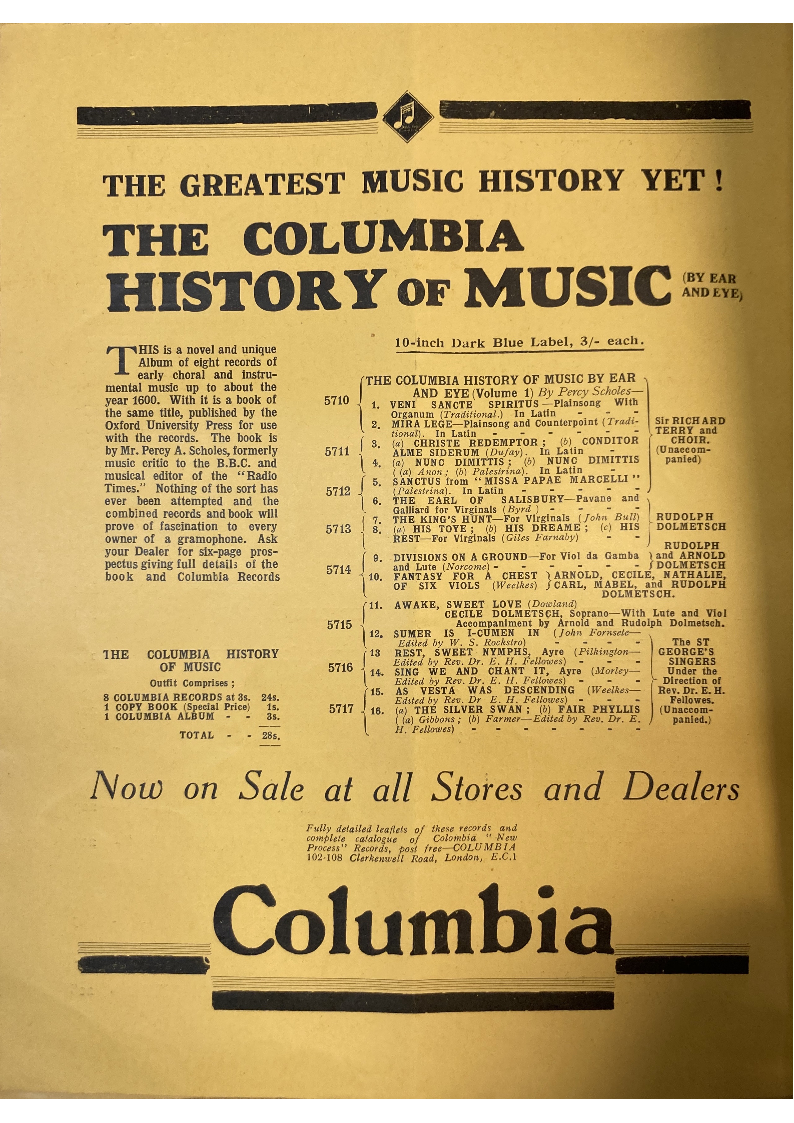 THE GREATEST MUSIC HISTORY YET !
THE COLUMBIA
HISTORY OF MUSIC (BY EAR AND EYE)
THIS is a novel and unique
Album of eight records of
early choral and instru-
mental music up to about the
year 1600. With it is a book of
the same title, published by the
Oxford University Press for use
with the records. The book is
by Mr. Percy A. Scholes, formerly
music critic to the B.B.C. and
musical editor of the "Radio
Times." Nothing of the sort has
ever been attempted and the
combined records and book will
prove of fascination to every
owner of a gramophone. Ask
your Dealer for six-page pros-
pectus giving full details of the
book and Columbia Records
THE COLUMBIA HISTORY
OF MUSIC
Outfit Comprises ;
8 COLUMBIA RECORDS at 3s. 24s.
1 COPY BOOK (Special Price) 1s.
1 COLUMBIA ALBUM - - 3s.
TOTAL - - 28s.
10-inch Dark Blue Label, 3/- each.
THE COLUMBIA HISTORY OF MUSIC BY EAR
AND EYE (Volume 1) By Percy Scholes—
5710
1. VENI SANCTE SPIRITUS—Plainsong With
Organum (Traditional.) In Latin - - -
2. MIRA LEGE—Plainsong and Counterpoint (Tradi-
tional). In Latin - - - - - -
5711
3. (a) CHRISTE REDEMPTOR ; (b) CONDITOR
ALME SIDERUM (Dufay). In Latin - -
4. (a) NUNC DIMITTIS ; (b) NUNC DIMITTIS
((a) Anon ; (b) Palestrina). In Latin - -
5712
5. SANCTUS from "MISSA PAPAE MARCELLI"
(Palestrina). In Latin - - - - -
Sir RICHARD
TERRY and
CHOIR.
(Unaccom-
panied)
6. THE EARL OF SALISBURY—Pavane and
Galliard for Virginals (Byrd) - - - -
5713
7. THE KING'S HUNT—For Virginals (John Bull)
8. (a) HIS TOYE ; (b) HIS DREAME ; (c) HIS
REST—For Virginals (Giles Farnaby) - -
RUDOLPH
DOLMETSCH
5714
9. DIVISIONS ON A GROUND—For Viol da Gamba
and Lute (Norcome) - - - - - -
RUDOLPH
and ARNOLD
DOLMETSCH
10. FANTASY FOR A CHEST
OF SIX VIOLS (Weelkes)
ARNOLD, CECILE, NATHALIE,
CARL, MABEL, and RUDOLPH
DOLMETSCH.
5715
11. AWAKE, SWEET LOVE (Dowland)
CECILE DOLMETSCH, Soprano—With Lute and Viol
Accompaniment by Arnold and Rudolph Dolmetsch.
12. SUMER IS I-CUMEN IN (John Fornsete—
Edited by W. S. Rockstro) - - - -
5716
13 REST, SWEET NYMPHS, Ayre (Pilkington—
Edited by Rev. Dr. E. H. Fellowes) - - -
14. SING WE AND CHANT IT, Ayre (Morley—
Edited by Rev. Dr. E. H. Fellowes) - - -
5717
15. AS VESTA WAS DESCENDING (Weelkes—
Edited by Rev. Dr. E. H. Fellowes) - - -
16. (a) THE SILVER SWAN ; (b) FAIR PHYLLIS
((a) Gibbons ; (b) Farmer—Edited by Rev. Dr. E.
H. Fellowes) - - - - - - -
The ST
GEORGE'S
SINGERS
Under the
Direction of
Rev. Dr. E. H.
Fellowes.
(Unaccom-
panied.)
Now on Sale at all Stores and Dealers
Fully detailed leaflets of these records and
complete catalogue of Colombia "New
Process" Records, post free—COLUMBIA
102-108 Clerkenwell Road, London, E.C.1
Columbia